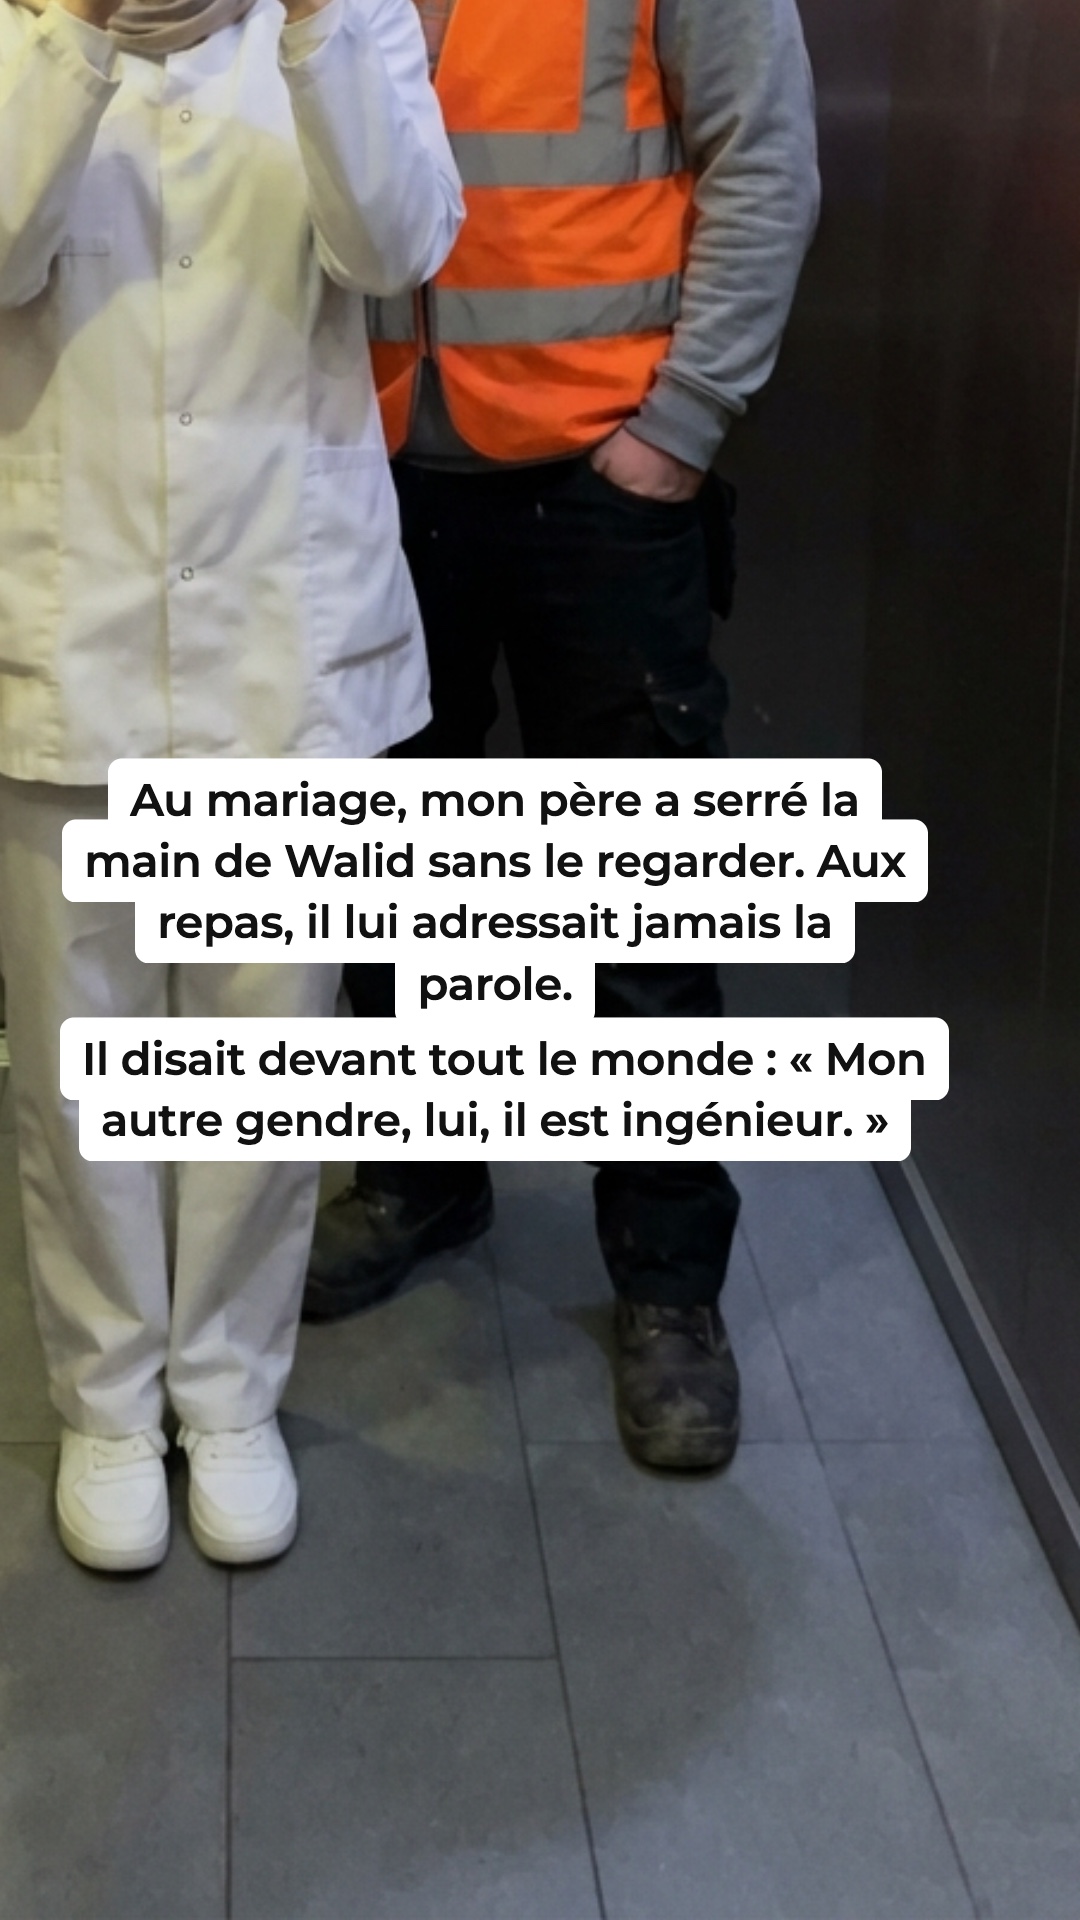 Au mariage, mon père a serré la
main de Walid sans le regarder. Aux
repas, il lui adressait jamais la
parole.
Il disait devant tout le monde : « Mon
autre gendre, lui, il est ingénieur. »